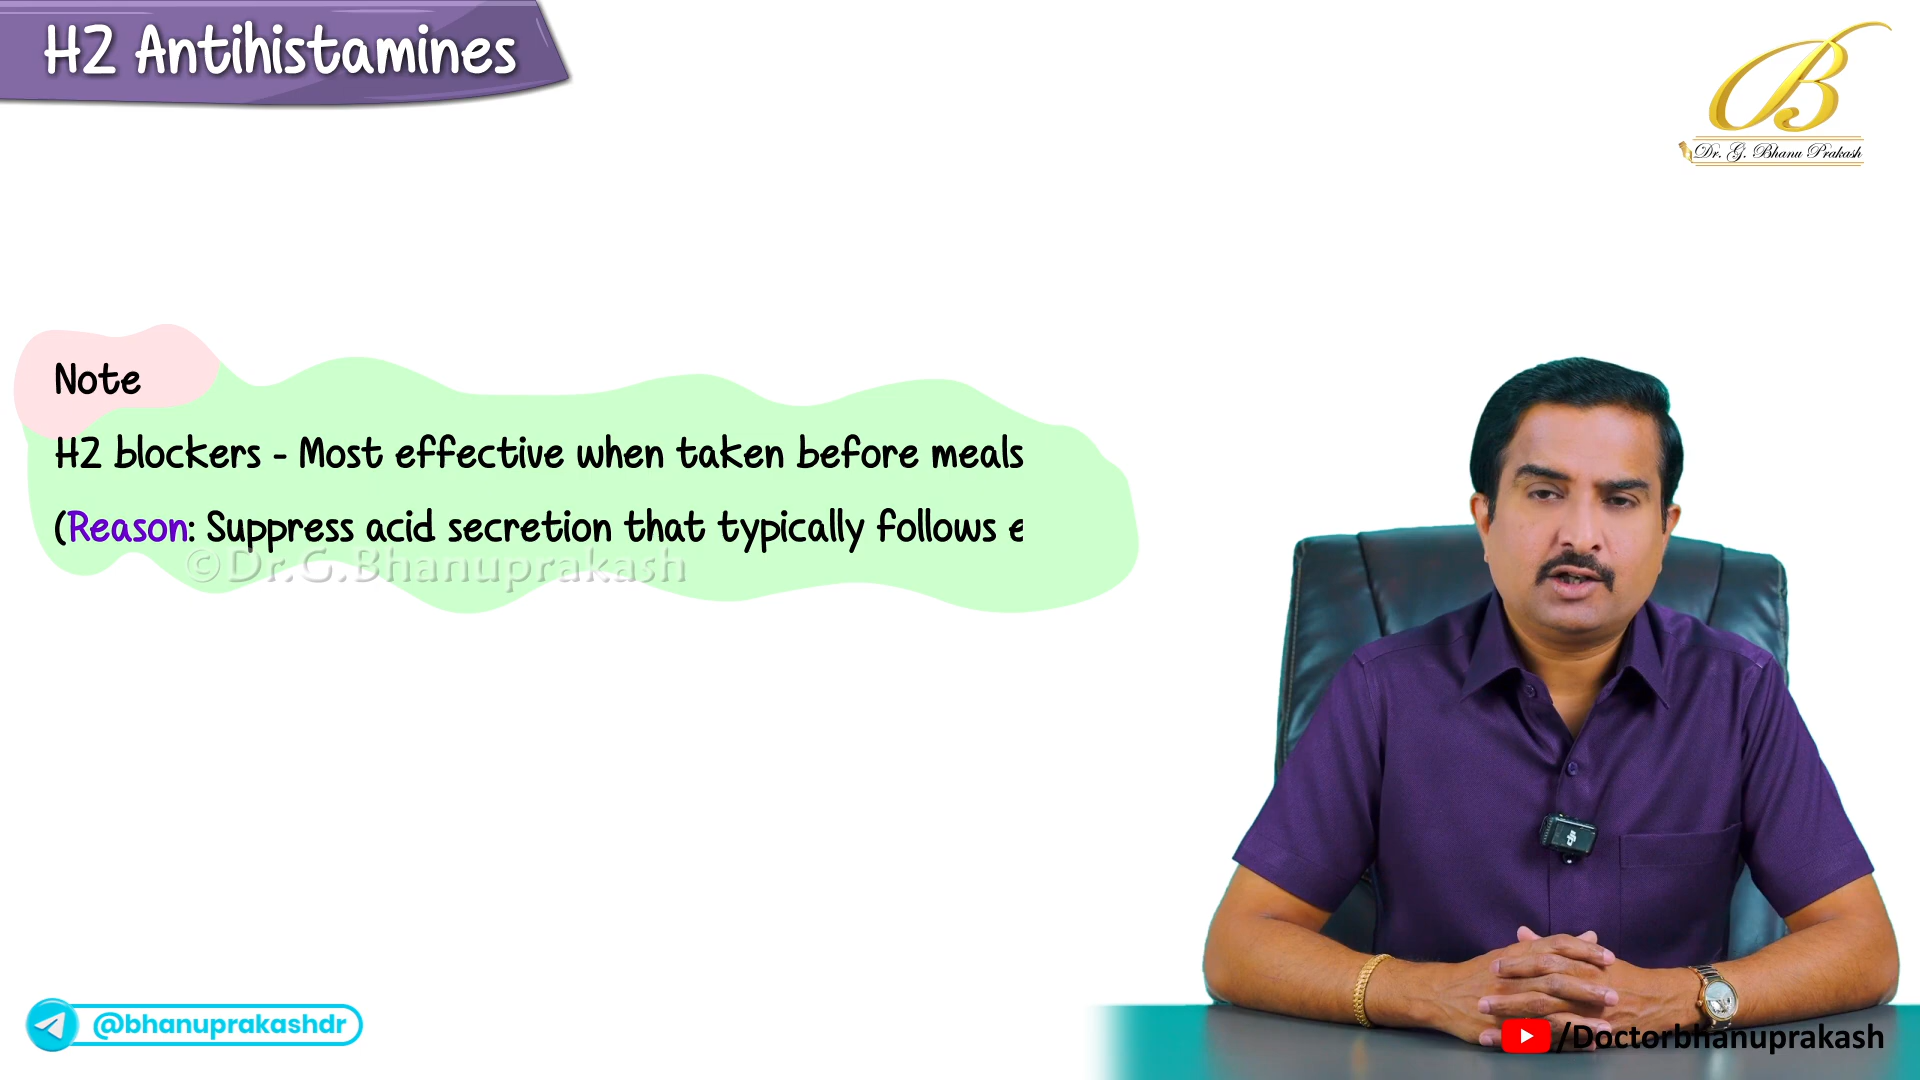 H2 Antihistamines
B
Dr. G. Bhanu Prakash
Note
H2 blockers - Most effective when taken before meals
(Reason: Suppress acid secretion that typically follows e
©Dr.G.Bhanuprakash
dji
@bhanuprakashdr
/Doctorbhanuprakash